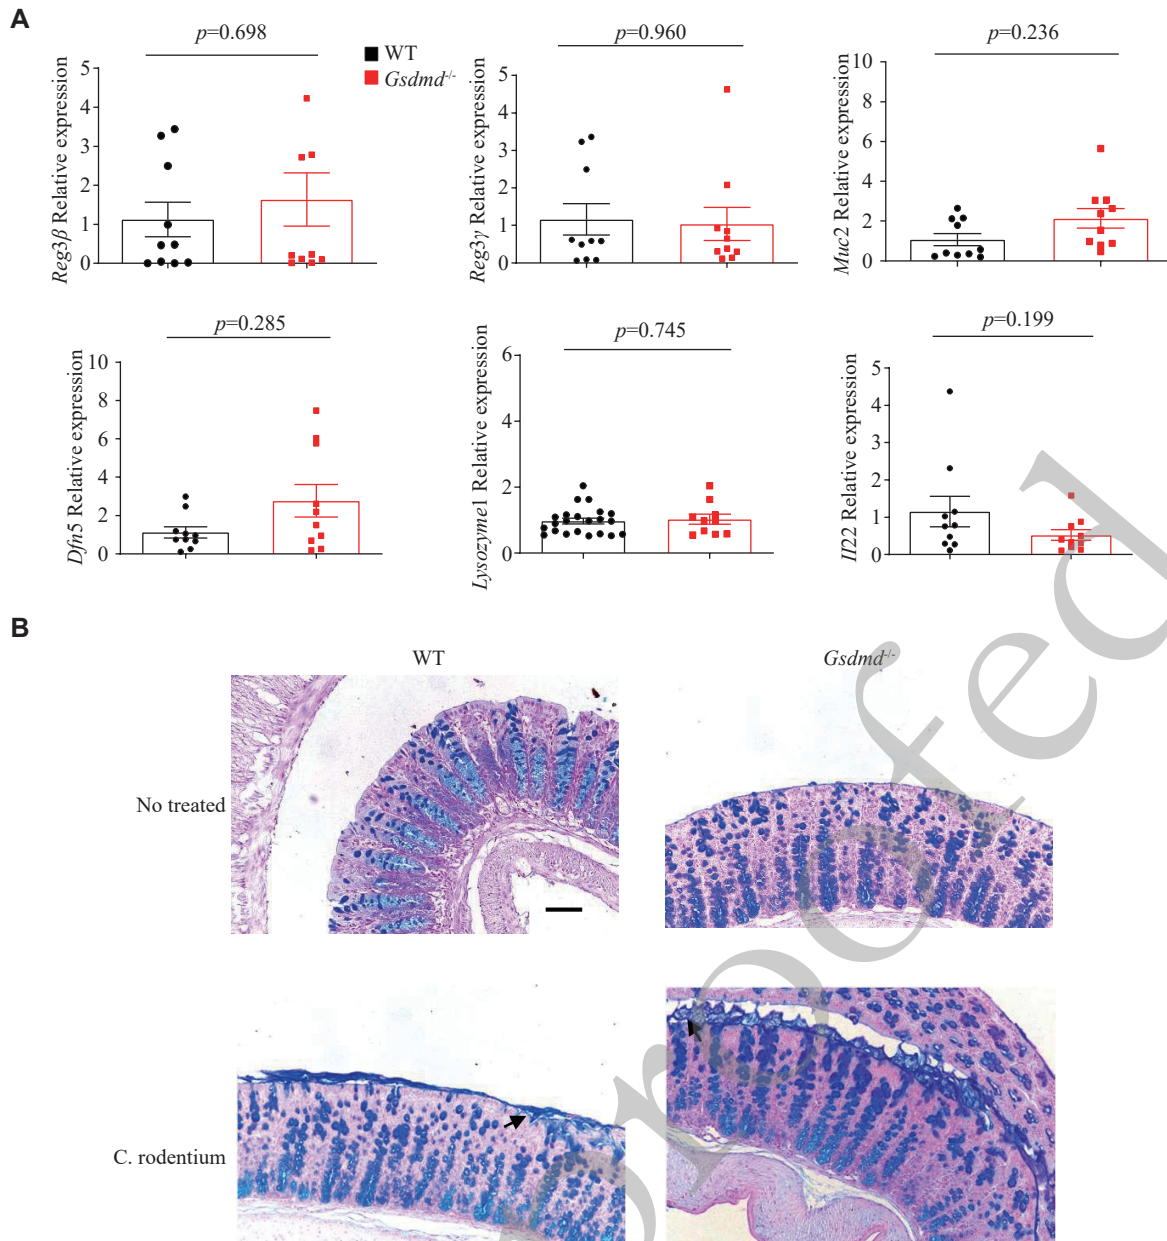 A
p=0.698
WT
Gsdmd-/-
Reg3β Relative expression
5
4
3
2
1
0
p=0.960
Reg3γ Relative expression
5
4
3
2
1
0
p=0.236
Muc2 Relative expression
10
8
6
4
2
0
p=0.285
Dfn5 Relative expression
10
8
6
4
2
0
p=0.745
Lysozyme1 Relative expression
6
4
2
0
p=0.199
Il22 Relative expression
5
4
3
2
1
0
B
WT
Gsdmd-/-
No treated
C. rodentium